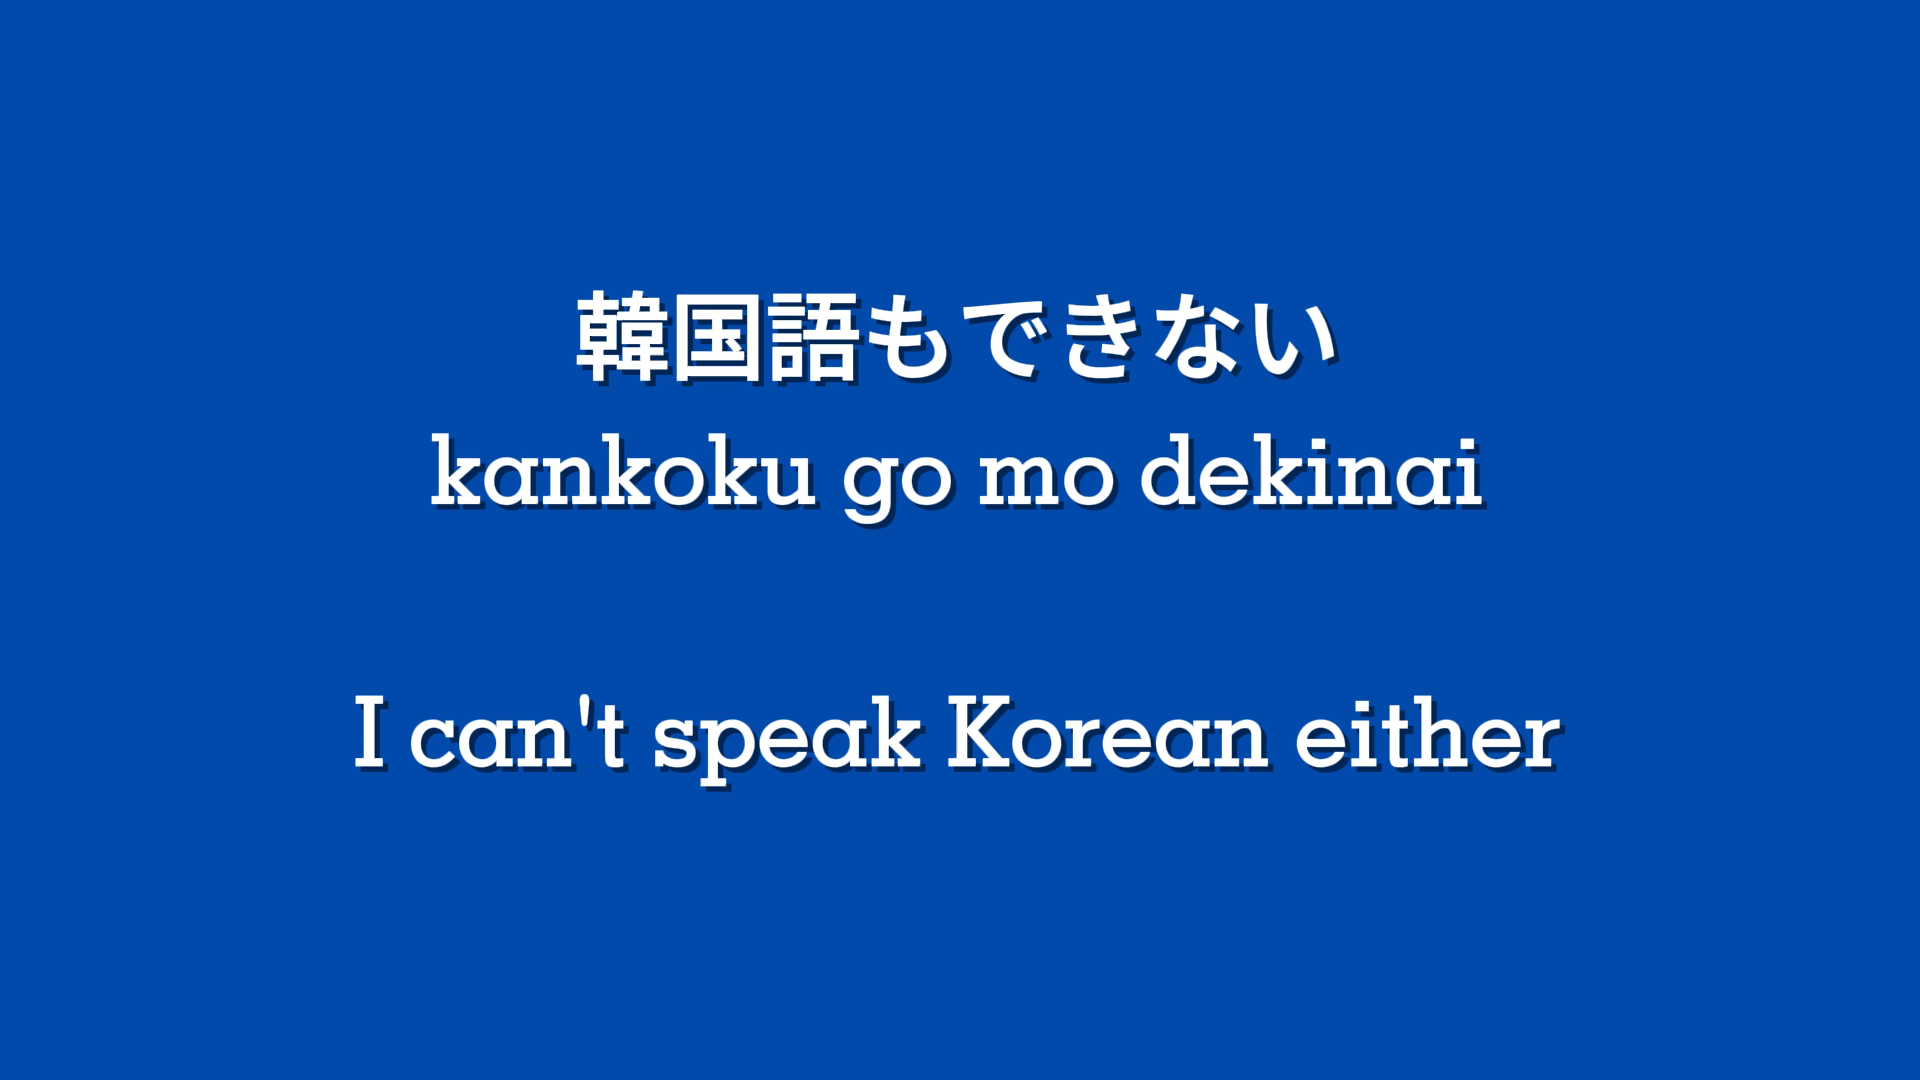 韓国語もできない
kankoku go mo dekinai
I can't speak Korean either